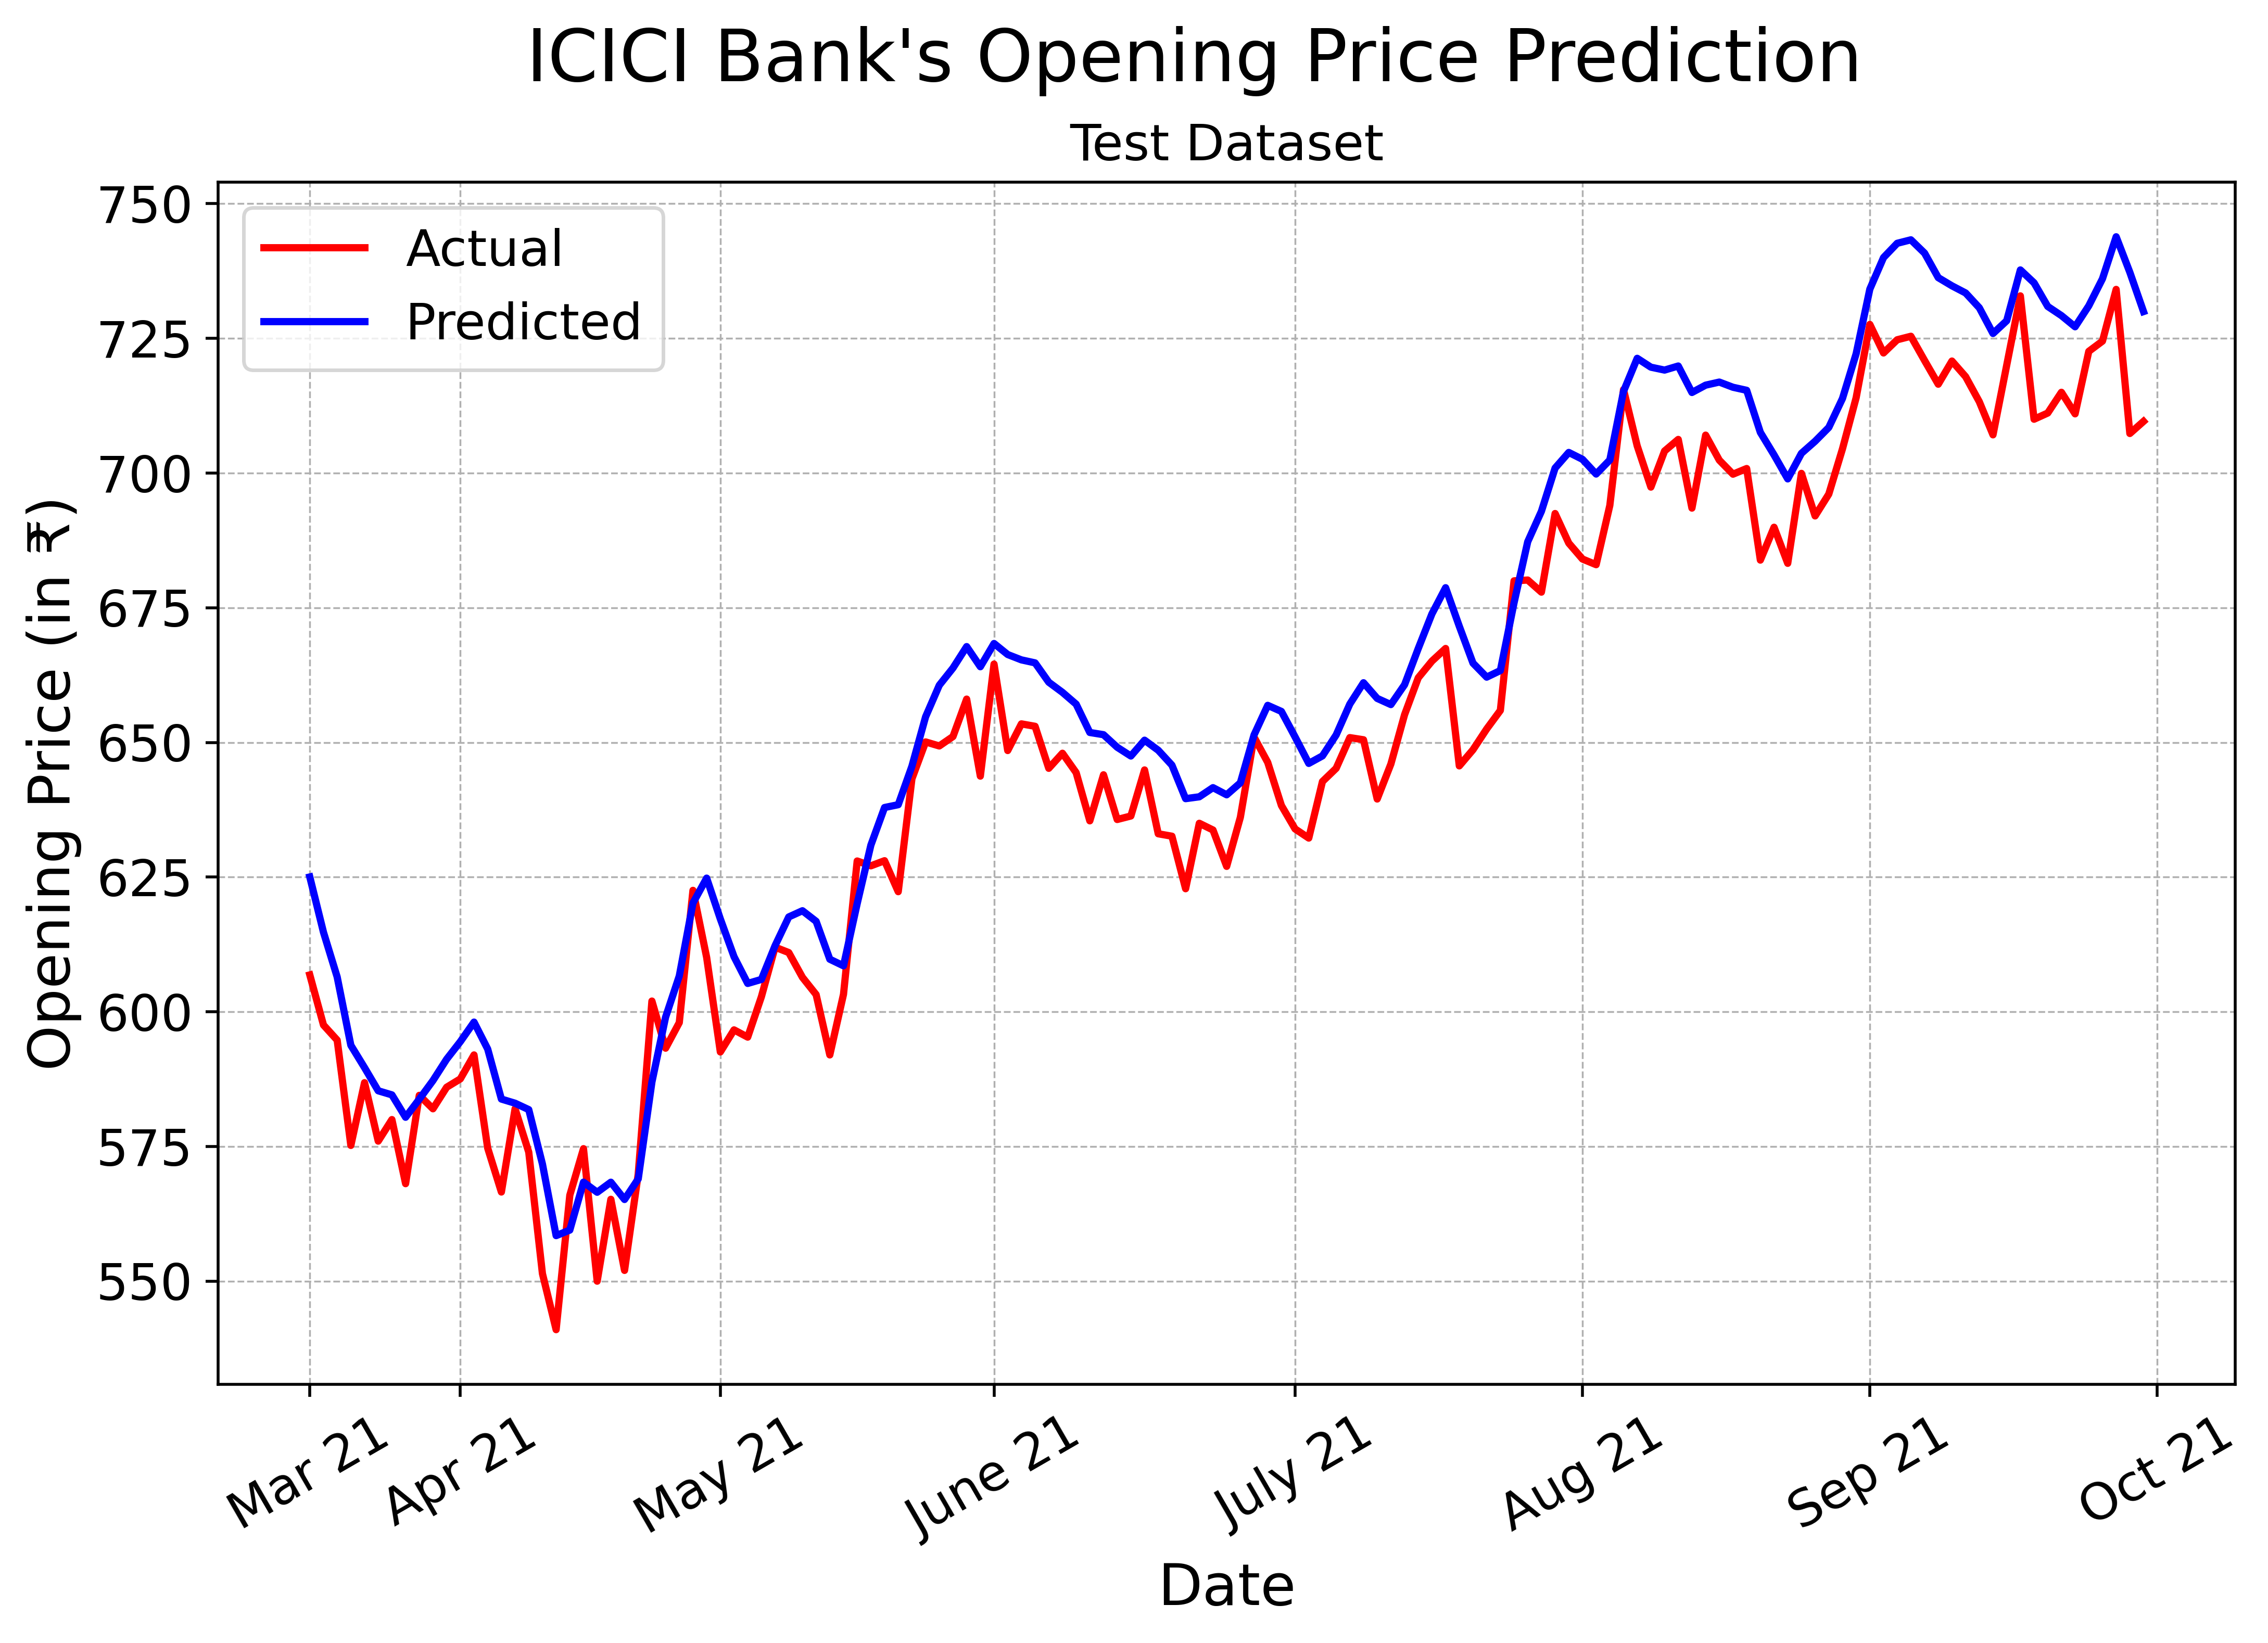 ICICI Bank's Opening Price Prediction
Test Dataset
Actual
Predicted
Opening Price (in ₹)
750
725
700
675
650
625
600
575
550
Mar 21
Apr 21
May 21
June 21
July 21
Aug 21
Sep 21
Oct 21
Date